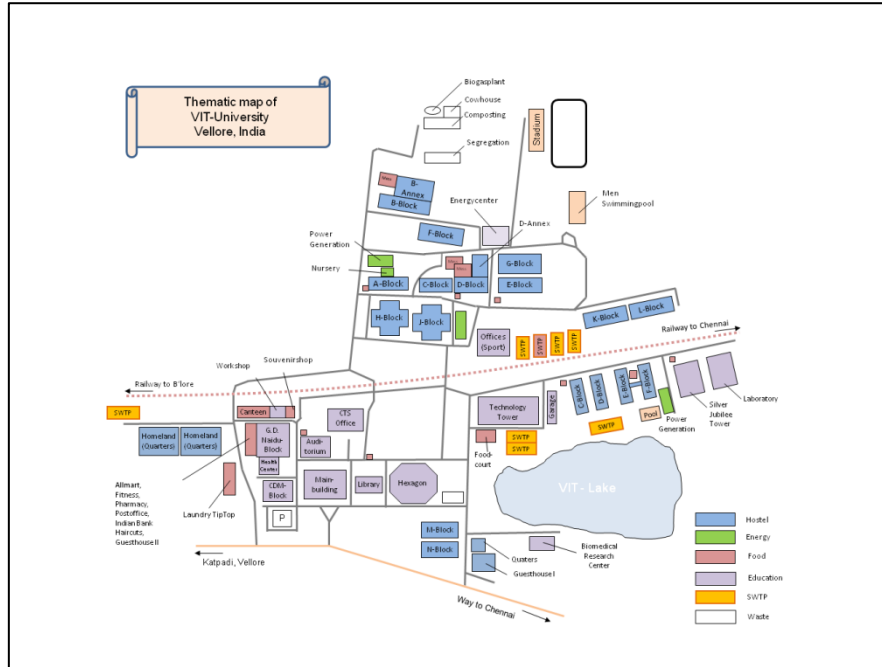 Thematic map of
VIT-University
Vellore, India
Biogasplant
Cowhouse
Composting
Segregation
Stadium
Men
Swimmingpool
B-
Annex
B-Block
Energycenter
D-Annex
F-Block
Power
Generation
Nursery
A-Block
C-Block
D-Block
G-Block
E-Block
H-Block
J-Block
Offices
(Sport)
SWTP
SWTP
SWTP
SWTP
K-Block
L-Block
Railway to Chennai
Railway to B'lore
Workshop
Souvenirshop
SWTP
Canteen
CTS
Office
Homeland
(Quarters)
Homeland
(Quarters)
G.D.
Naidu-
Block
Health
Center
Audi-
torium
Technology
Tower
Garage
C-Block
D-Block
E-Block
F-Block
Pool
Power
Generation
Silver
Jubilee Tower
Laboratory
Food-
court
SWTP
SWTP
SWTP
CDM-
Block
Main-
building
Library
Hexagon
VIT- Lake
Allmart,
Fitness,
Pharmacy,
Postoffice,
Indian Bank
Haircuts,
Guesthouse II
Laundry TipTop
P
M-Block
N-Block
Quaters
Guesthouse I
Biomedical
Research
Center
Katpadi, Vellore
Way to Chennai
Hostel
Energy
Food
Education
SWTP
Waste